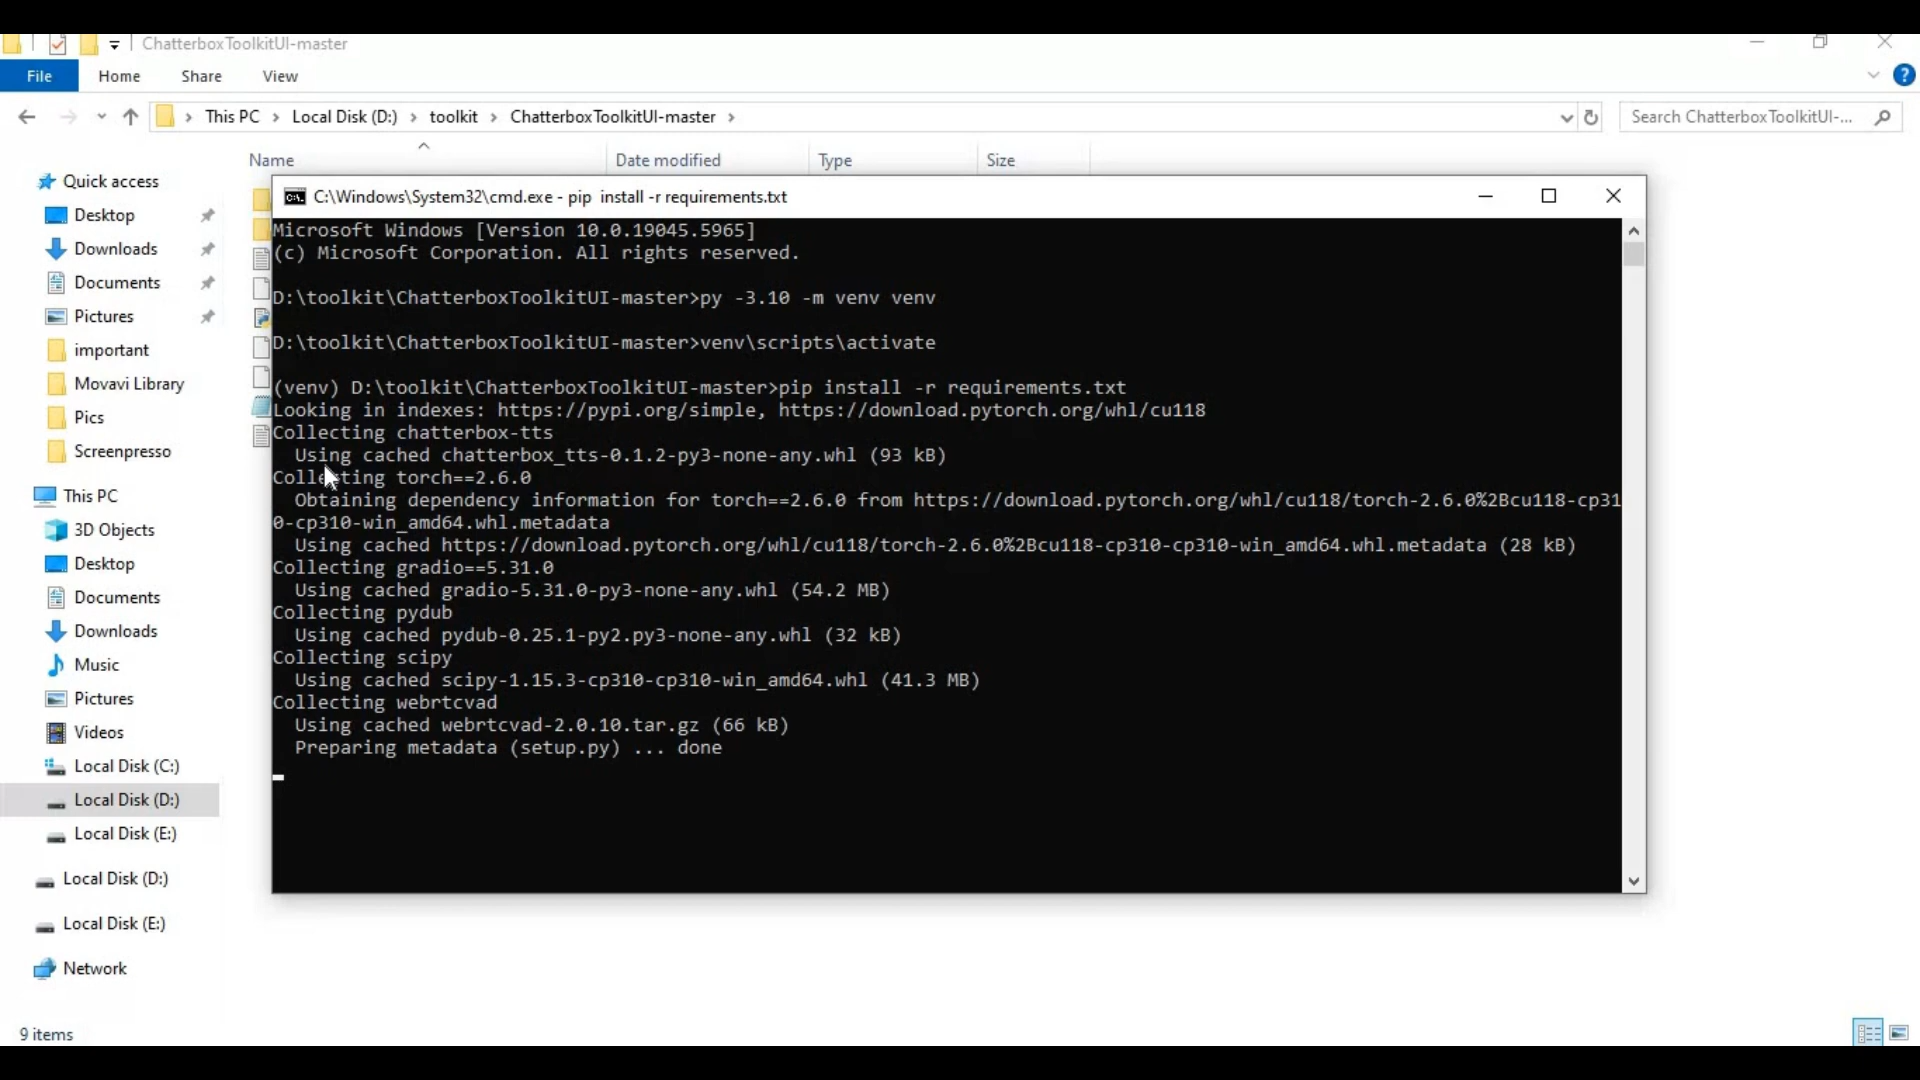 ChatterboxToolkitUI-master
File Home Share View
This PC > Local Disk (D:) > toolkit > ChatterboxToolkitUI-master >
Search ChatterboxToolkitUI-...
Name Date modified Type Size
Quick access
Desktop
Downloads
Documents
Pictures
important
Movavi Library
Pics
Screenpresso
This PC
3D Objects
Desktop
Documents
Downloads
Music
Pictures
Videos
Local Disk (C:)
Local Disk (D:)
Local Disk (E:)
Local Disk (D:)
Local Disk (E:)
Network
9 items
C:\Windows\System32\cmd.exe - pip  install -r requirements.txt
Microsoft Windows [Version 10.0.19045.5965]
(c) Microsoft Corporation. All rights reserved.
D:\toolkit\ChatterboxToolkitUI-master>py -3.10 -m venv venv
D:\toolkit\ChatterboxToolkitUI-master>venv\scripts\activate
(venv) D:\toolkit\ChatterboxToolkitUI-master>pip install -r requirements.txt
Looking in indexes: https://pypi.org/simple, https://download.pytorch.org/whl/cu118
Collecting chatterbox-tts
Using cached chatterbox_tts-0.1.2-py3-none-any.whl (93 kB)
Collecting torch==2.6.0
Obtaining dependency information for torch==2.6.0 from https://download.pytorch.org/whl/cu118/torch-2.6.0%2Bcu118-cp31
0-cp310-win_amd64.whl.metadata
Using cached https://download.pytorch.org/whl/cu118/torch-2.6.0%2Bcu118-cp310-cp310-win_amd64.whl.metadata (28 kB)
Collecting gradio==5.31.0
Using cached gradio-5.31.0-py3-none-any.whl (54.2 MB)
Collecting pydub
Using cached pydub-0.25.1-py2.py3-none-any.whl (32 kB)
Collecting scipy
Using cached scipy-1.15.3-cp310-cp310-win_amd64.whl (41.3 MB)
Collecting webrtcvad
Using cached webrtcvad-2.0.10.tar.gz (66 kB)
Preparing metadata (setup.py) ... done